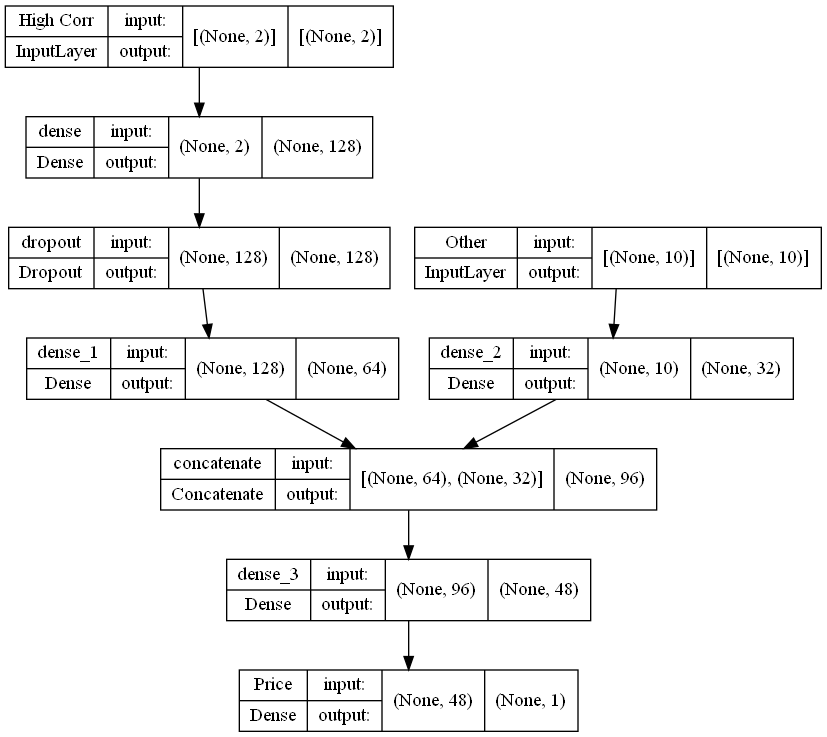 High Corr input: [(None, 2)] [(None, 2)]
InputLayer output:
dense input: (None, 2) (None, 128)
Dense output:
dropout input: (None, 128) (None, 128)
Dropout output:
Other input: [(None, 10)] [(None, 10)]
InputLayer output:
dense_1 input: (None, 128) (None, 64)
Dense output:
dense_2 input: (None, 10) (None, 32)
Dense output:
concatenate input: [(None, 64), (None, 32)] (None, 96)
Concatenate output:
dense_3 input: (None, 96) (None, 48)
Dense output:
Price input: (None, 48) (None, 1)
Dense output: